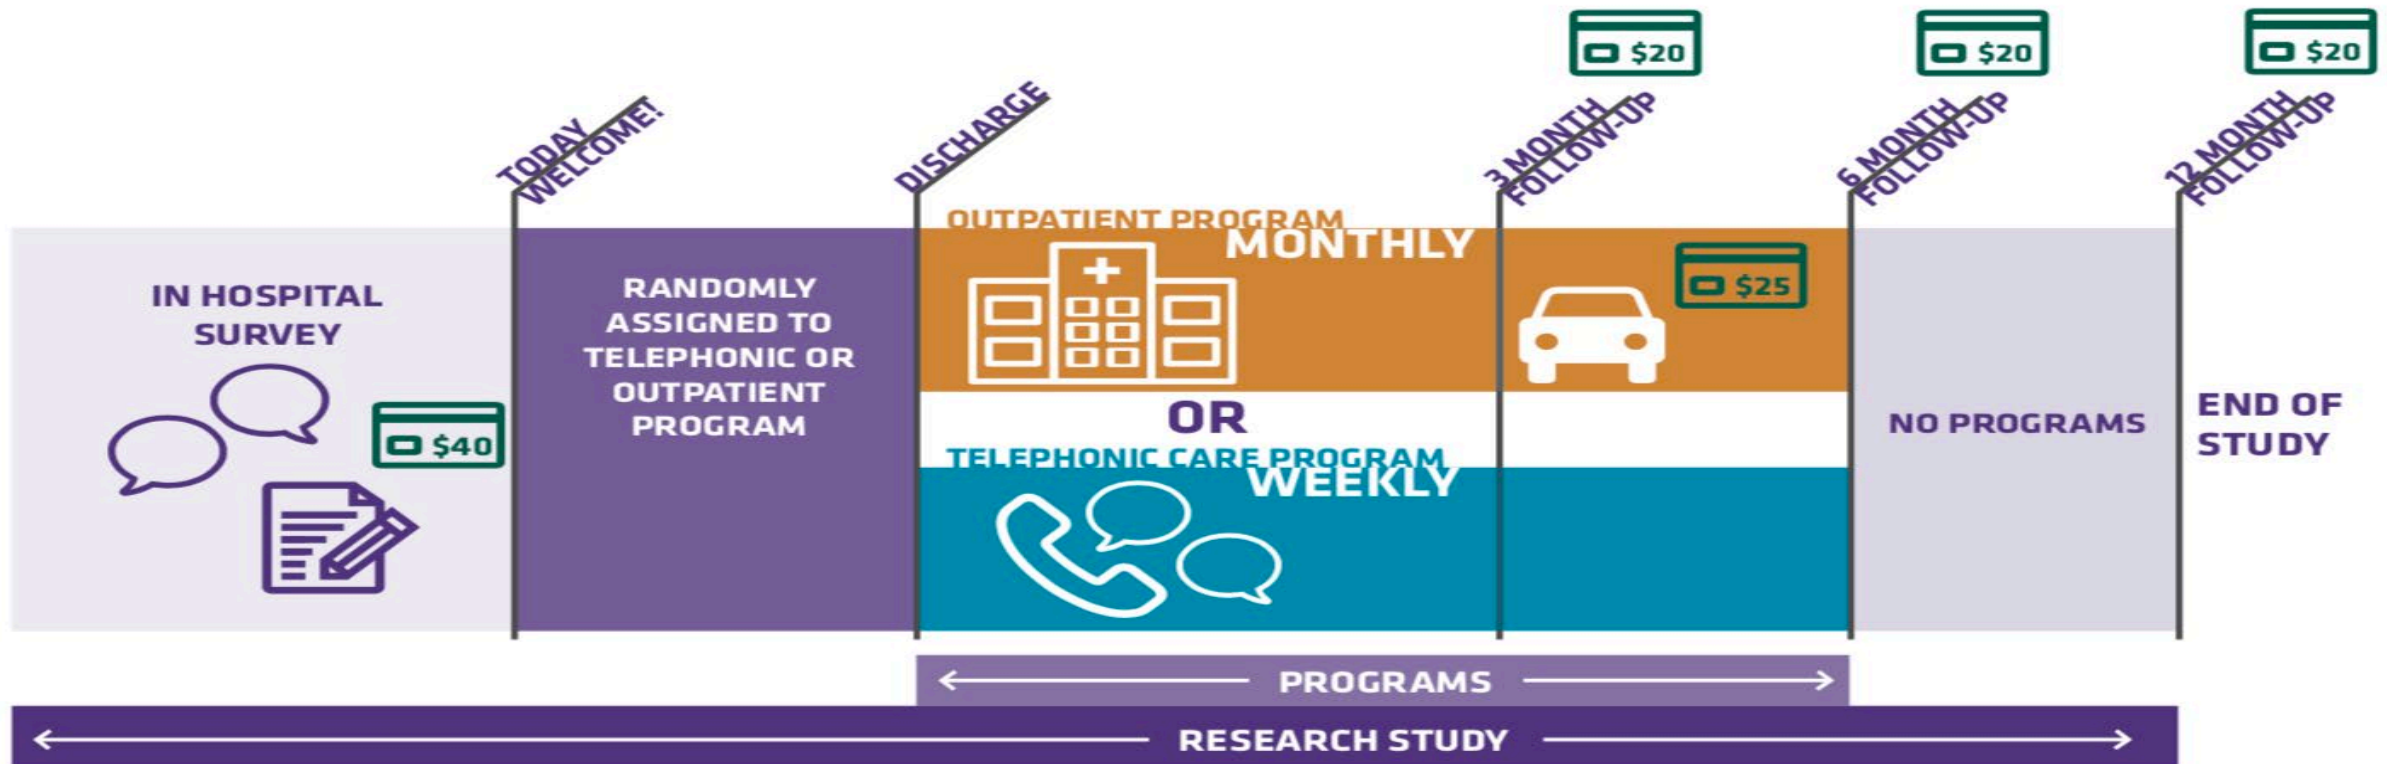 $20
$20
$20
TODAY
WELCOME!
DISCHARGE
3 MONTH
FOLLOW-UP
6 MONTH
FOLLOW-UP
12 MONTH
FOLLOW-UP
IN HOSPITAL
SURVEY
$40
RANDOMLY
ASSIGNED TO
TELEPHONIC OR
OUTPATIENT
PROGRAM
OUTPATIENT PROGRAM
MONTHLY
$25
OR
TELEPHONIC CARE PROGRAM
WEEKLY
NO PROGRAMS
END OF
STUDY
PROGRAMS
RESEARCH STUDY